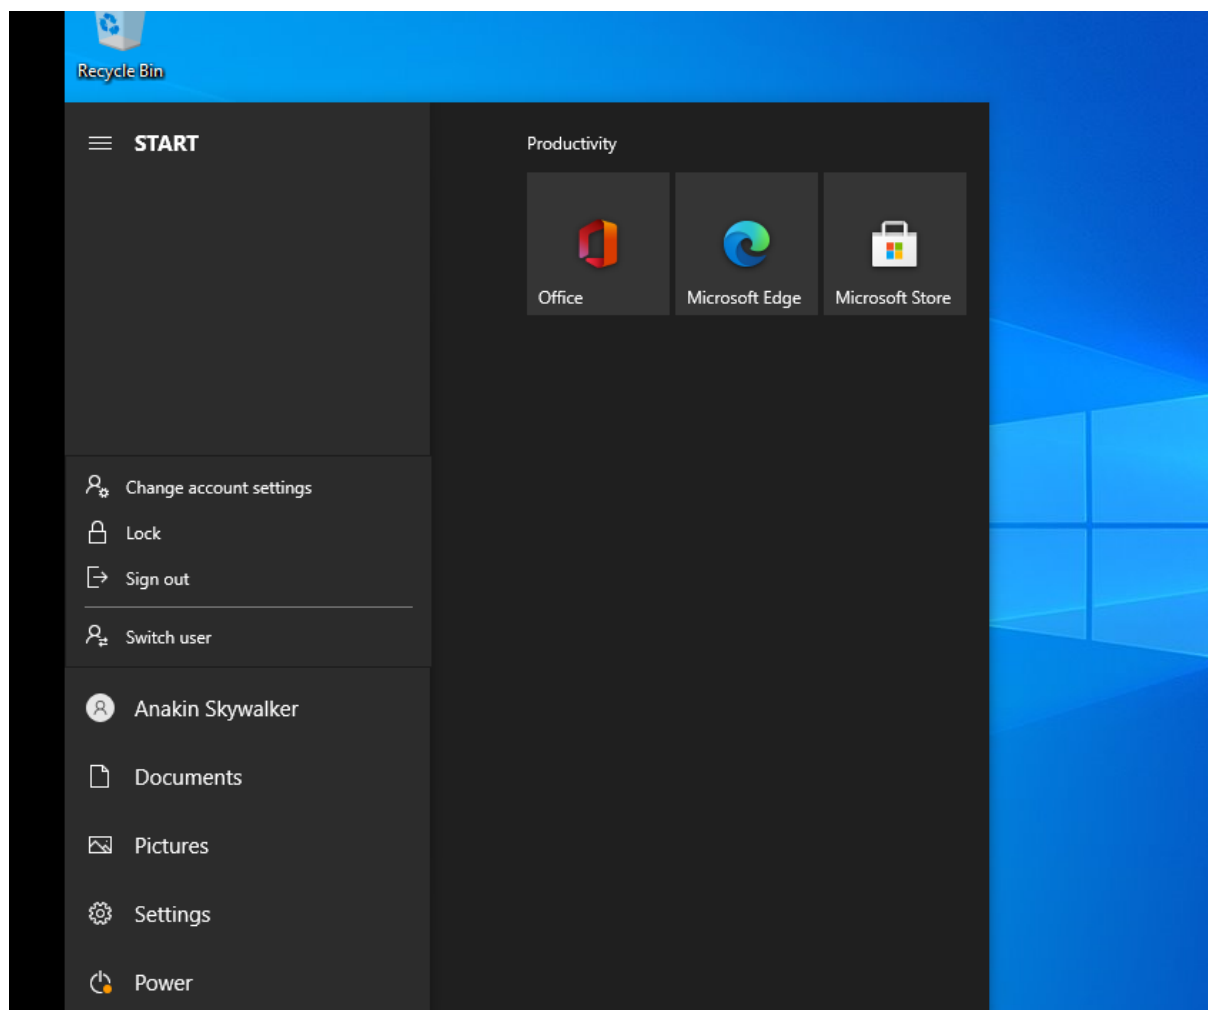 Recycle Bin
START
Productivity
Office
Microsoft Edge
Microsoft Store
Change account settings
Lock
Sign out
Switch user
Anakin Skywalker
Documents
Pictures
Settings
Power